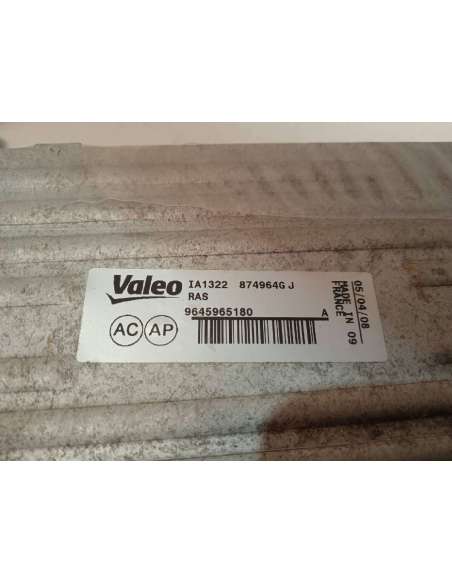 Valeo IA1322 874964G J
RAS
9645965180 A
AC AP
05/04/08
MADE IN 09
FRANCE